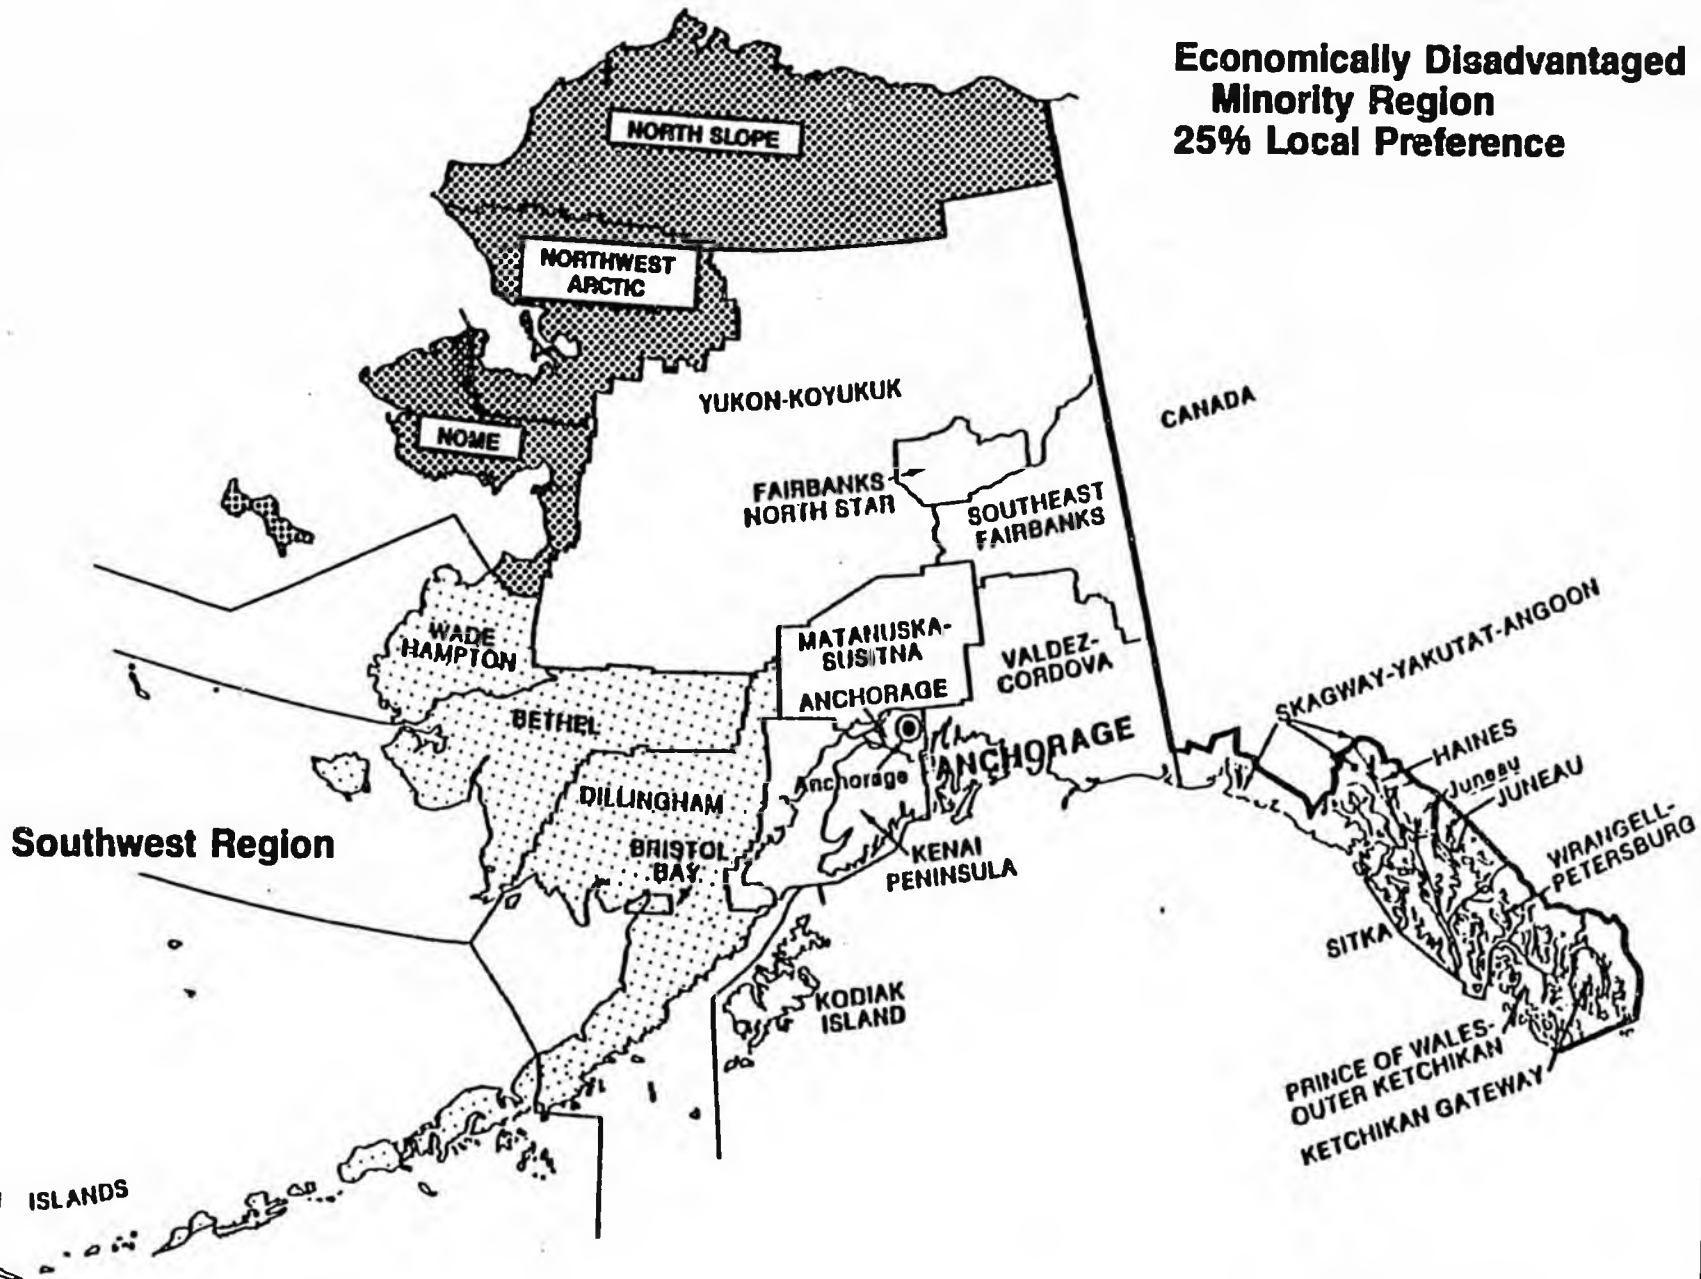 Economically Disadvantaged
Minority Region
25% Local Preference
NORTH SLOPE
NORTHWEST
ARCTIC
YUKON-KOYUKUK
CANADA
NOME
FAIRBANKS
NORTH STAR
SOUTHEAST
FAIRBANKS
WADE
HAMPTON
MATANUSKA-
SUSITNA
VALDEZ-
CORDOVA
ANCHORAGE
SKAGWAY-YAKUTAT-ANGOON
BETHEL
ANCHORAGE
HAINES
Juneau
JUNEAU
Anchorage
DILLINGHAM
Southwest Region
BRISTOL
BAY
KENAI
PENINSULA
WRANGELL-
PETERSBURG
SITKA
KODIAK
ISLAND
PRINCE OF WALES-
OUTER KETCHIKAN
KETCHIKAN GATEWAY
ISLANDS